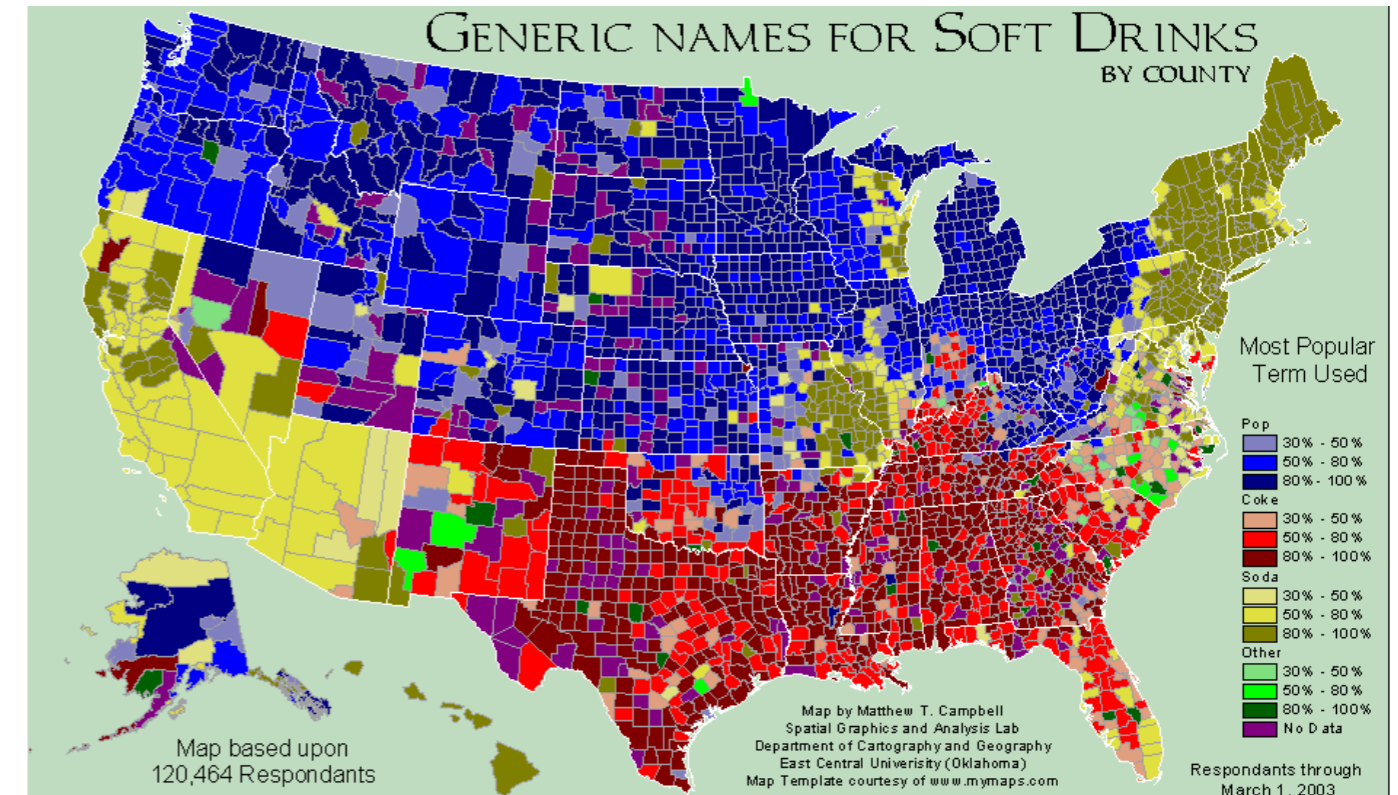 GENERIC NAMES FOR SOFT DRINKS
BY COUNTY
Most Popular
Term Used
Pop
30% - 50%
50% - 80%
80% - 100%
Coke
30% - 50%
50% - 80%
80% - 100%
Soda
30% - 50%
50% - 80%
80% - 100%
Other
30% - 50%
50% - 80%
80% - 100%
No Data
Map by Matthew T. Campbell
Spatial Graphics and Analysis Lab
Department of Cartography and Geography
East Central Univerisity (Oklahoma)
Map Template courtesy of www.mymaps.com
Map based upon
120,464 Respondants
Respondants through
March 1, 2003